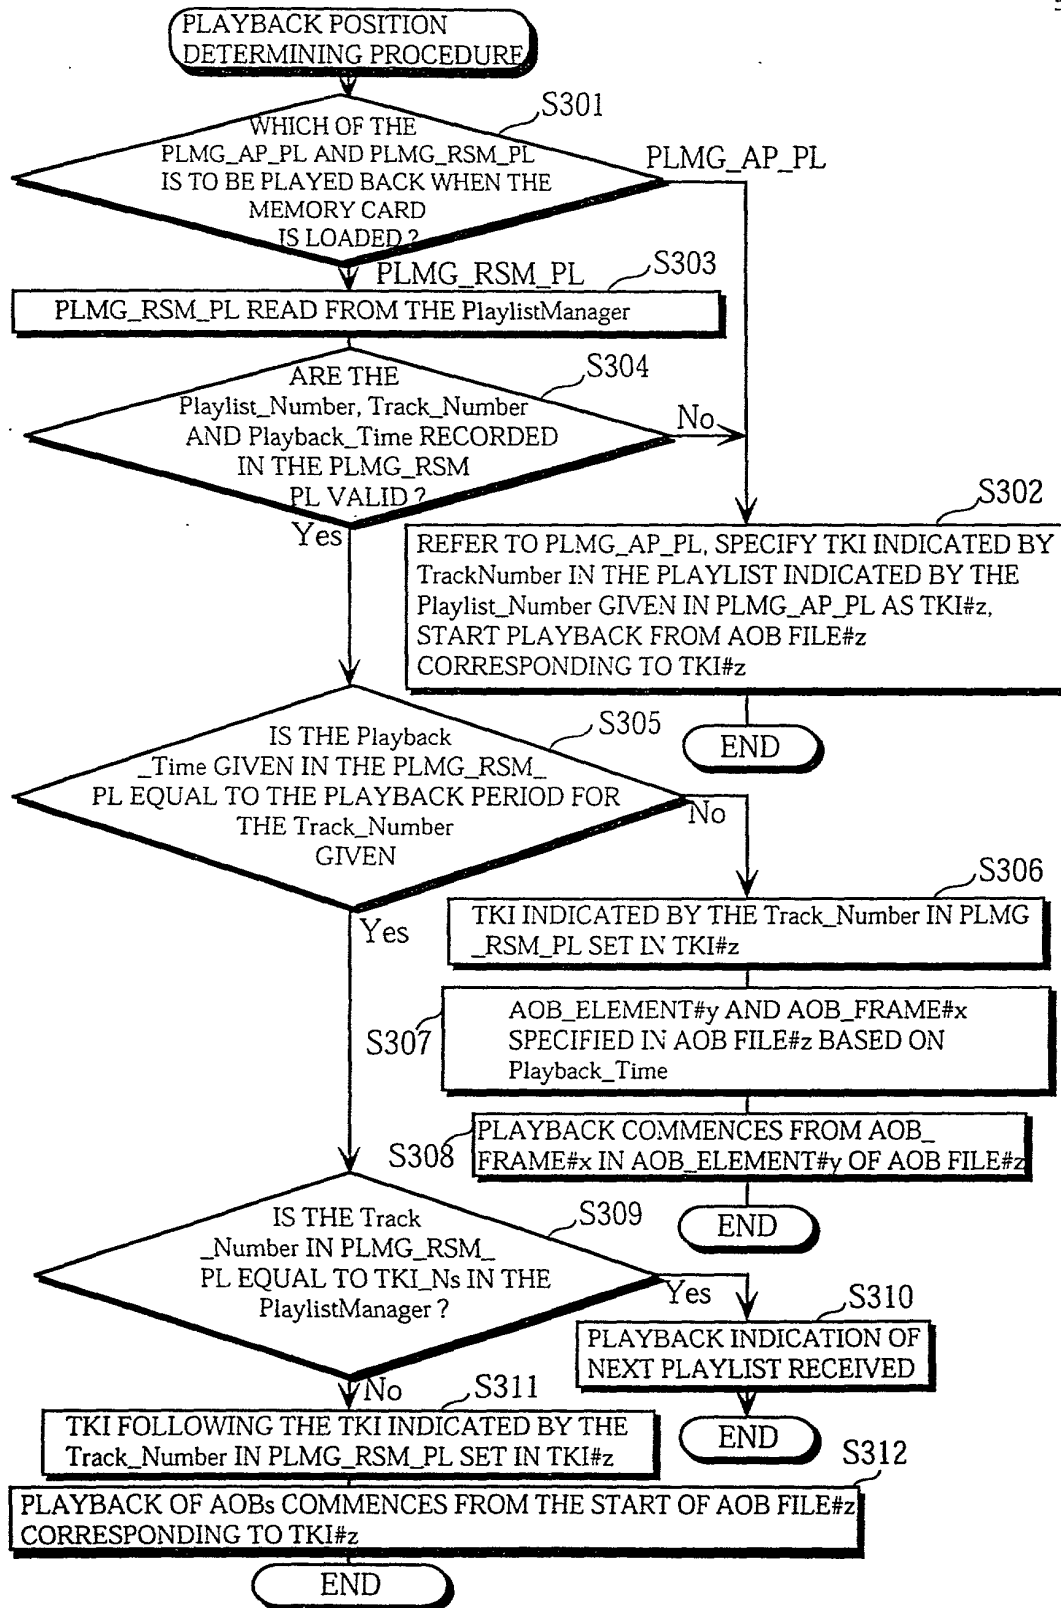 PLAYBACK POSITION
DETERMINING PROCEDURE
S301
WHICH OF THE
PLMG_AP_PL AND PLMG_RSM_PL
IS TO BE PLAYED BACK WHEN THE
MEMORY CARD
IS LOADED ?
PLMG_AP_PL
PLMG_RSM_PL
S303
PLMG_RSM_PL READ FROM THE PlaylistManager
S304
ARE THE
Playlist_Number, Track_Number
AND Playback_Time RECORDED
IN THE PLMG_RSM
PL VALID ?
No
Yes
S302
REFER TO PLMG_AP_PL, SPECIFY TKI INDICATED BY
TrackNumber IN THE PLAYLIST INDICATED BY THE
Playlist_Number GIVEN IN PLMG_AP_PL AS TKI#z,
START PLAYBACK FROM AOB FILE#z
CORRESPONDING TO TKI#z
END
S305
IS THE Playback
_Time GIVEN IN THE PLMG_RSM_
PL EQUAL TO THE PLAYBACK PERIOD FOR
THE Track_Number
GIVEN
No
Yes
S306
TKI INDICATED BY THE Track_Number IN PLMG
_RSM_PL SET IN TKI#z
S307
AOB_ELEMENT#y AND AOB_FRAME#x
SPECIFIED IN AOB FILE#z BASED ON
Playback_Time
S308
PLAYBACK COMMENCES FROM AOB_
FRAME#x IN AOB_ELEMENT#y OF AOB FILE#z
END
S309
IS THE Track
_Number IN PLMG_RSM_
PL EQUAL TO TKI_Ns IN THE
PlaylistManager ?
Yes
S310
PLAYBACK INDICATION OF
NEXT PLAYLIST RECEIVED
END
No
S311
TKI FOLLOWING THE TKI INDICATED BY THE
Track_Number IN PLMG_RSM_PL SET IN TKI#z
S312
PLAYBACK OF AOBs COMMENCES FROM THE START OF AOB FILE#z
CORRESPONDING TO TKI#z
END